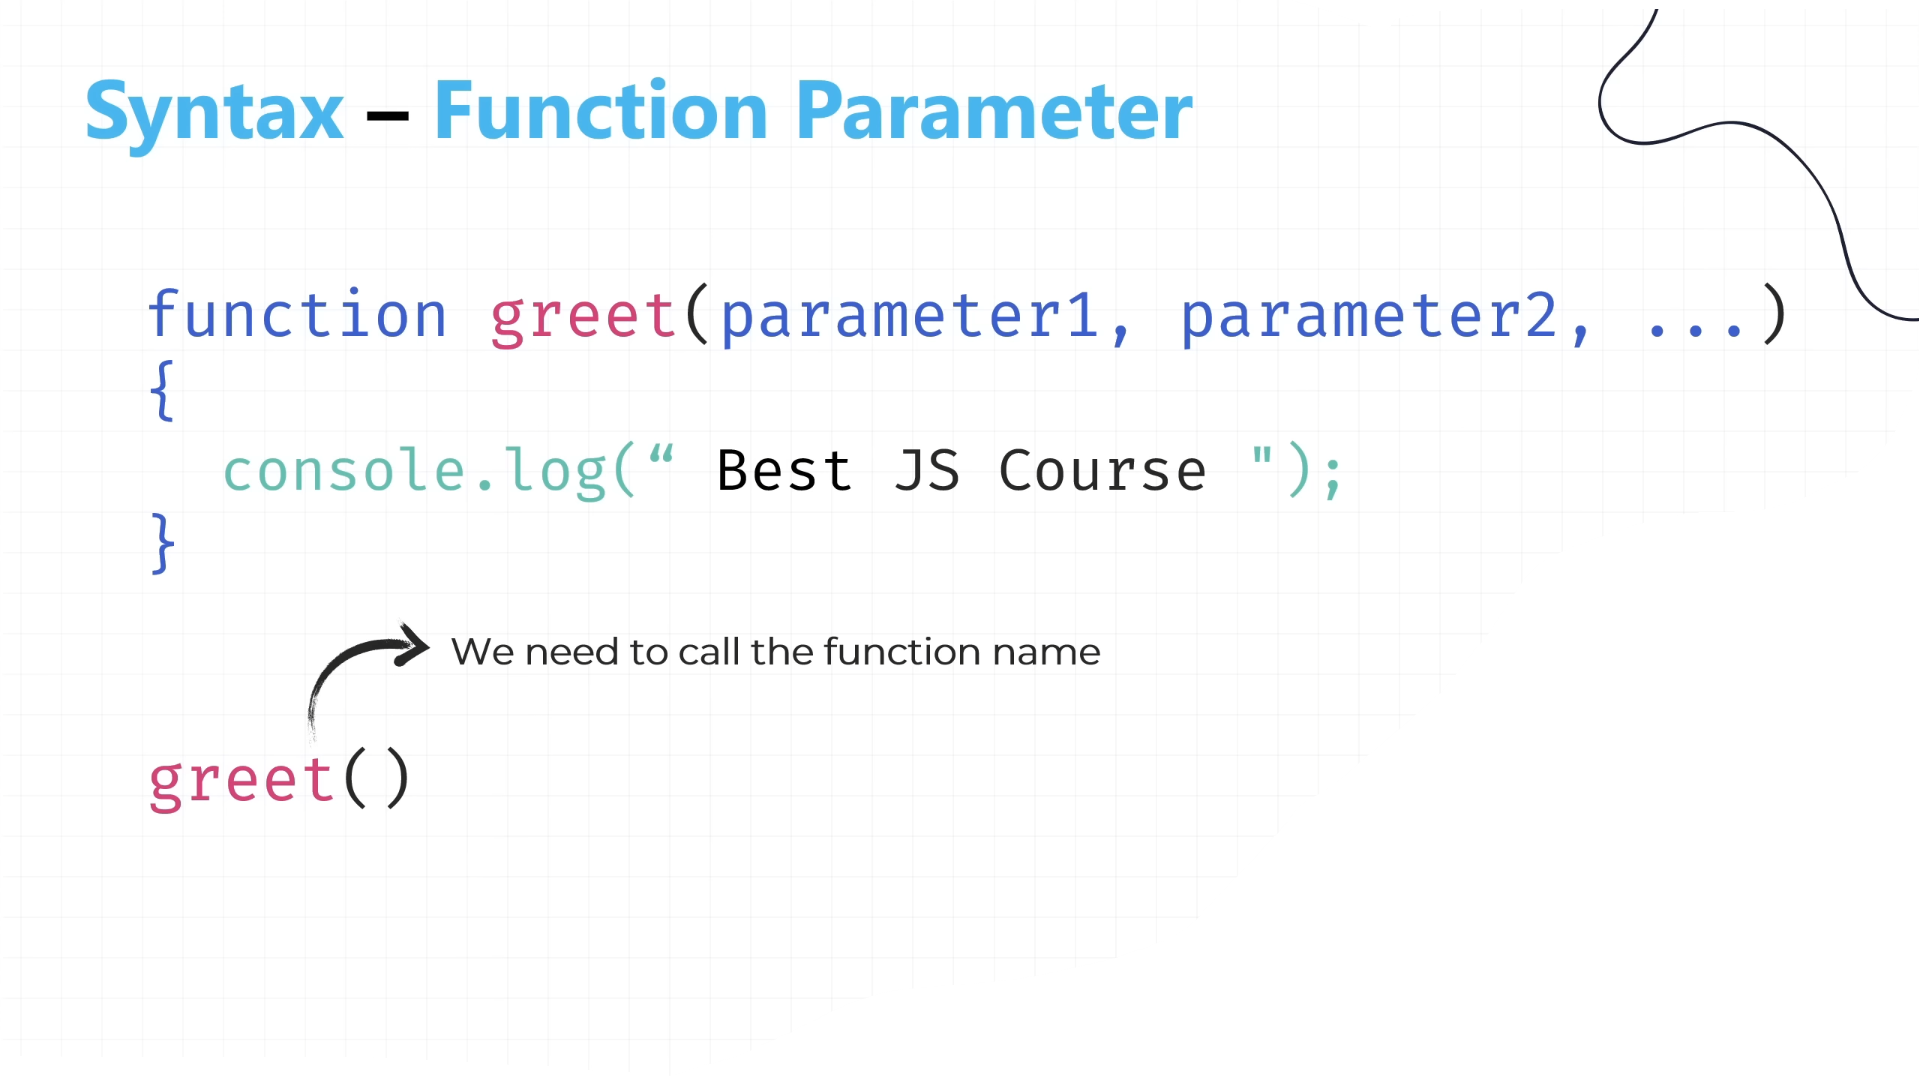 Syntax – Function Parameter
function greet(parameter1, parameter2, ...)
{
console.log(“ Best JS Course ");
}
We need to call the function name
greet()